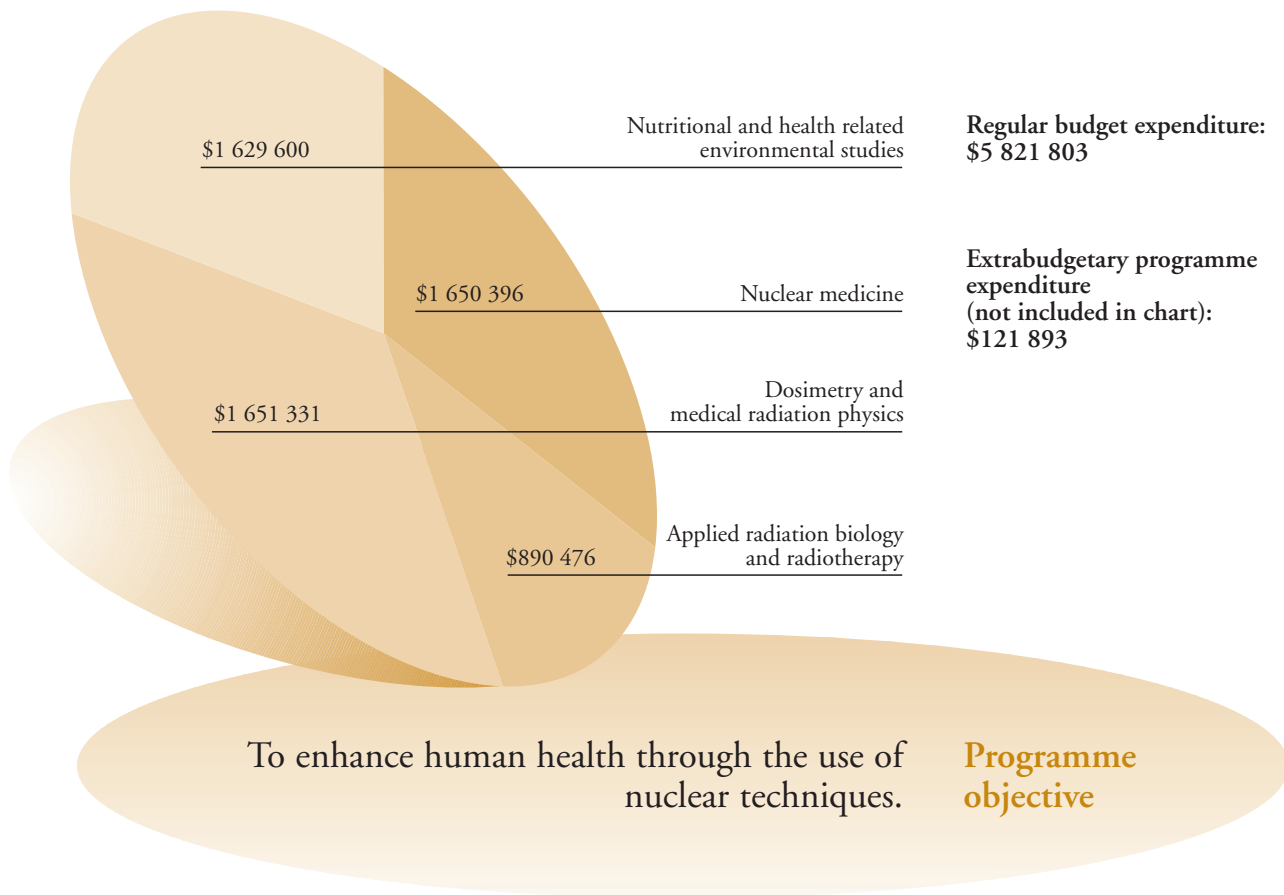 Nutritional and health related
environmental studies
$1 629 600
Nuclear medicine
$1 650 396
Dosimetry and
medical radiation physics
$1 651 331
Applied radiation biology
and radiotherapy
$890 476
Regular budget expenditure:
$5 821 803
Extrabudgetary programme
expenditure
(not included in chart):
$121 893
To enhance human health through the use of
nuclear techniques.
Programme
objective